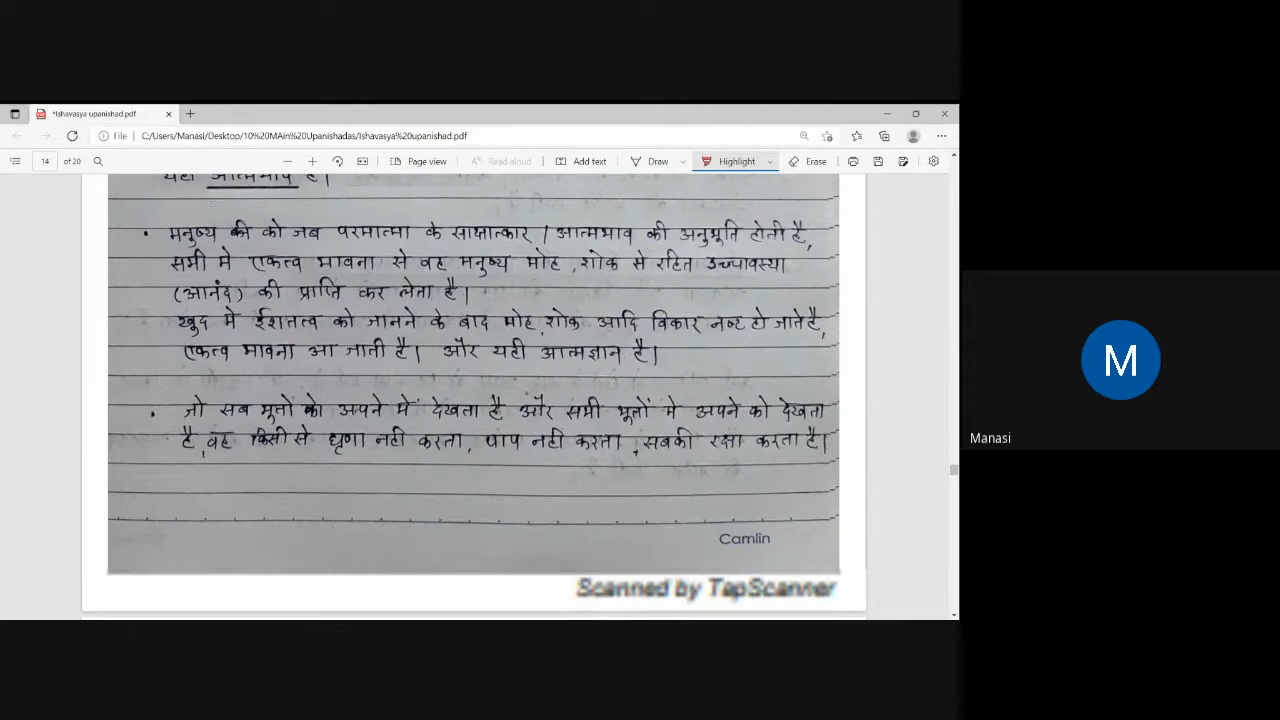 *Ishavasya upanishad.pdf
File C:/Users/Manasi/Desktop/10%20MAin%20Upanishadas/Ishavasya%20upanishad.pdf
14 of 20 Page view Read aloud Add text Draw Highlight Erase
यही आत्मभाव है।
• मनुष्य की को जब परमात्मा के साक्षात्कार / आत्मभाव की अनुभूति होती है,
सभी मे एकत्व भावना से वह मनुष्य मोह, शोक से रहित उच्चावस्था
(आनंद) की प्राप्ति कर लेता है।
खुद मे ईशतत्व को जानने के बाद मोह, शोक आदि विकार नष्ट हो जाते है,
एकत्व भावना आ जाती है। और यही आत्मज्ञान है।
• जो सब भूतों को अपने में देखता है और सभी भूतों मे अपने को देखता
है, वह किसी से घृणा नही करता, पाप नही करता, सबकी रक्षा करता है।
Camlin
Scanned by TapScanner
M
Manasi